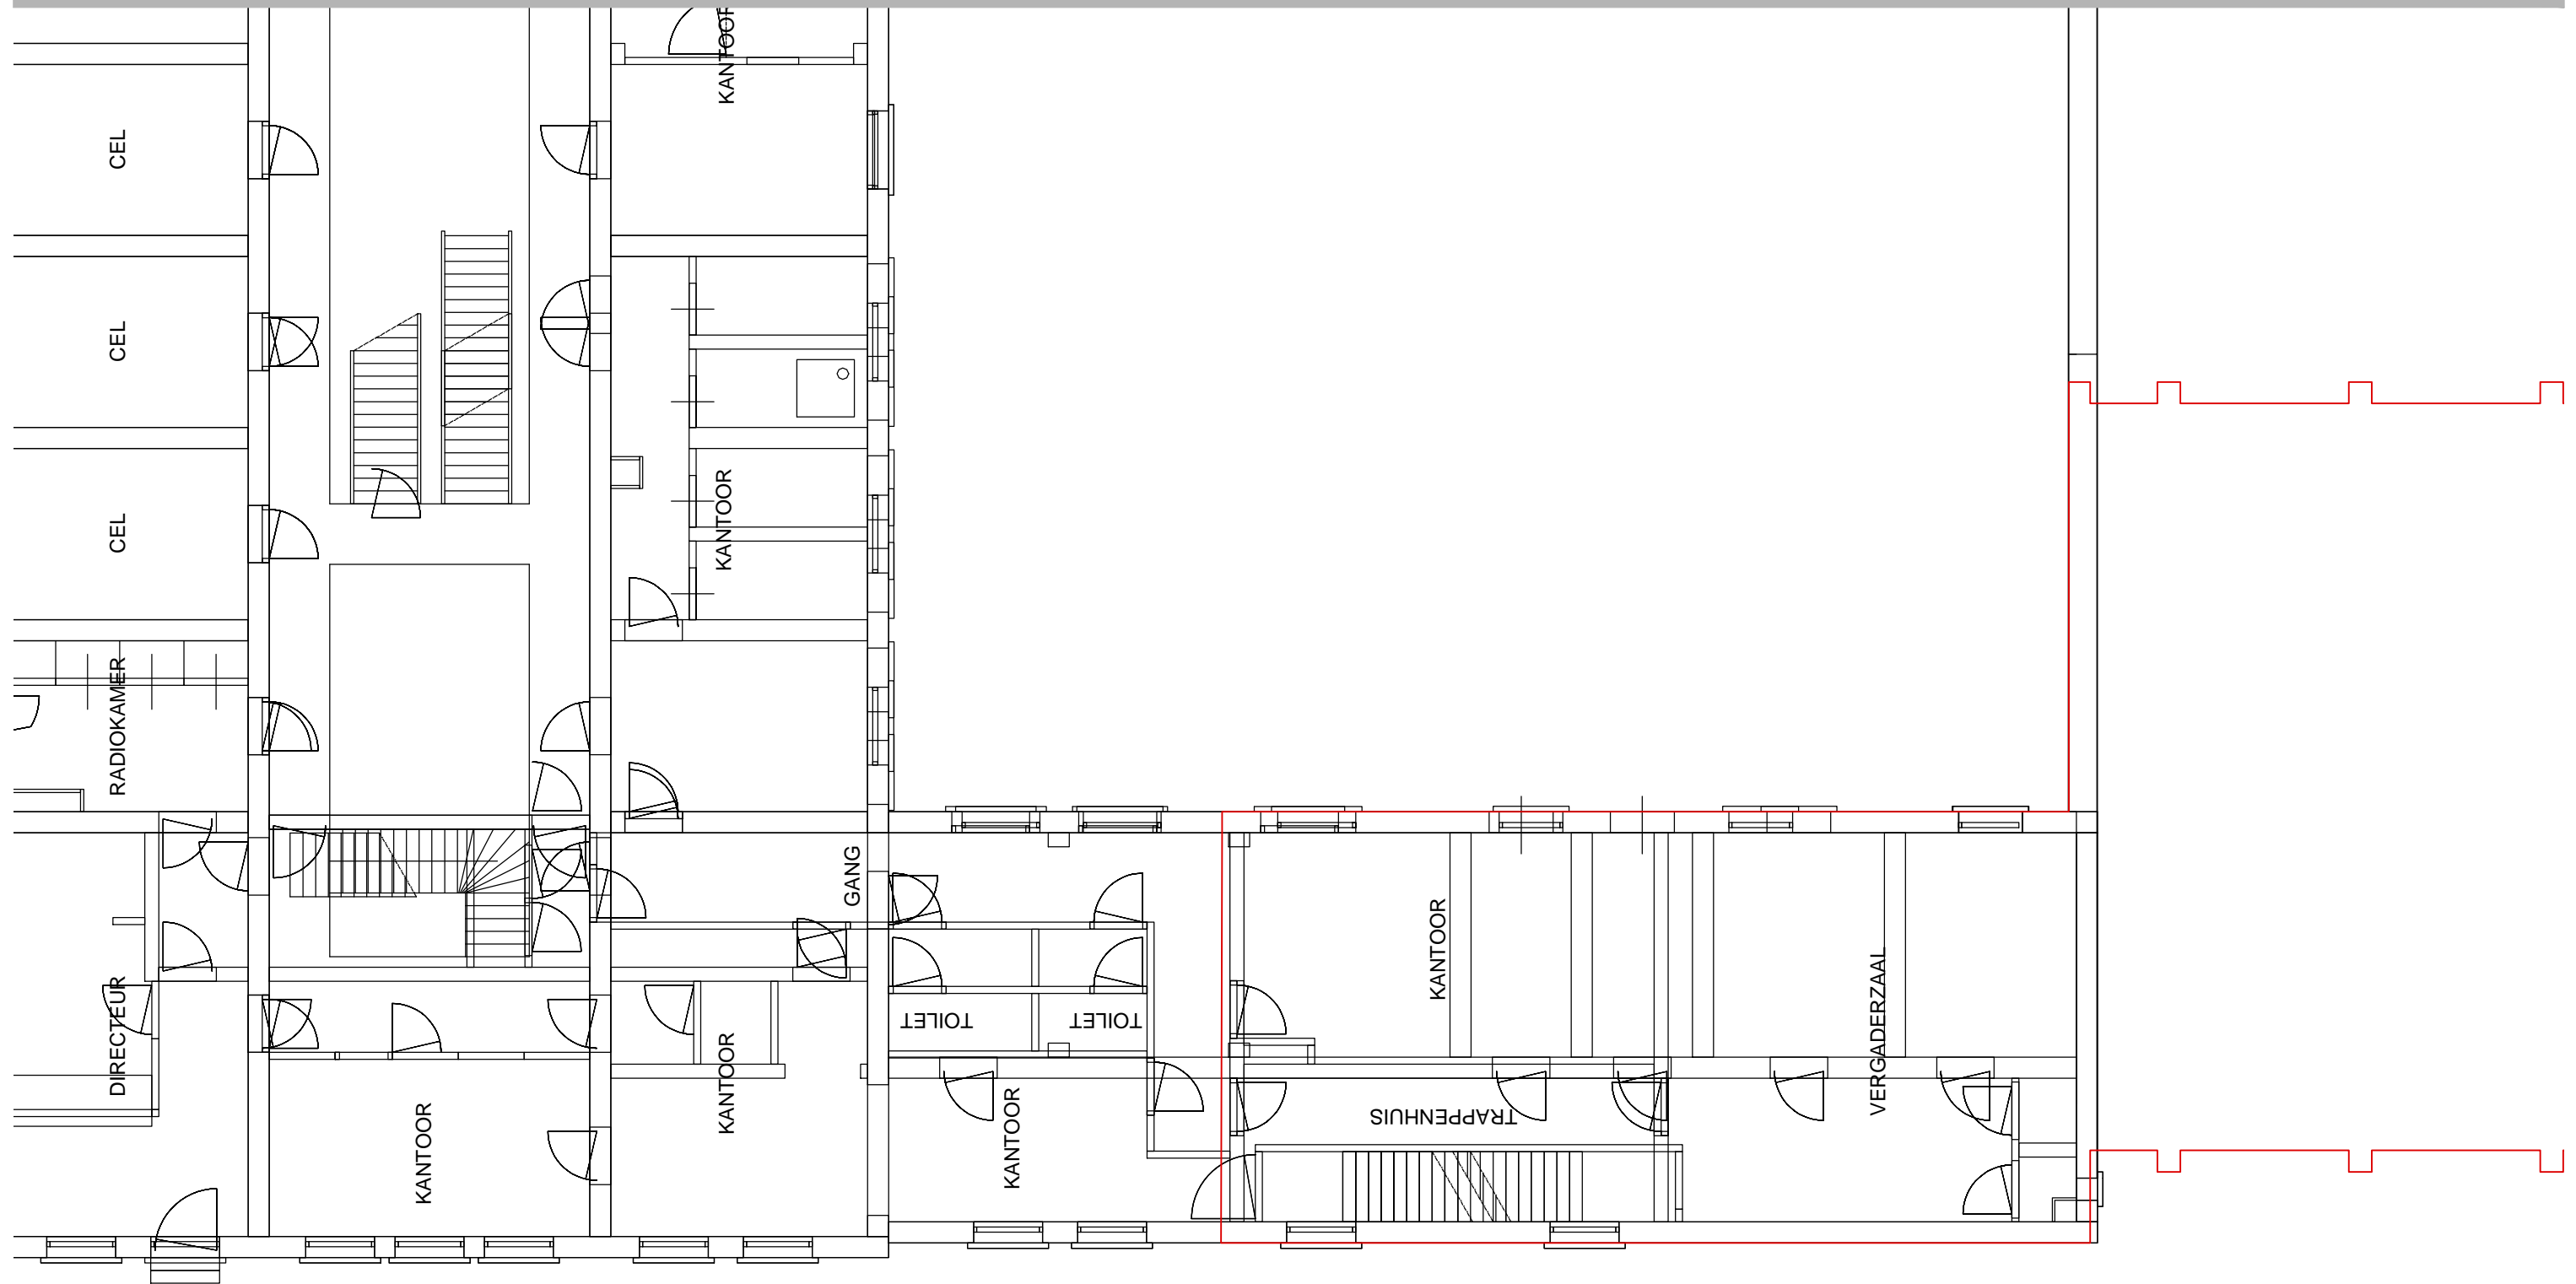 KANTOOR
CEL
CEL
CEL
KANTOOR
RADIOKAMER
GANG
KANTOOR
DIRECTEUR
TOILET
TOILET
VERGADERZAAL
KANTOOR
KANTOOR
KANTOOR
TRAPPENHUIS